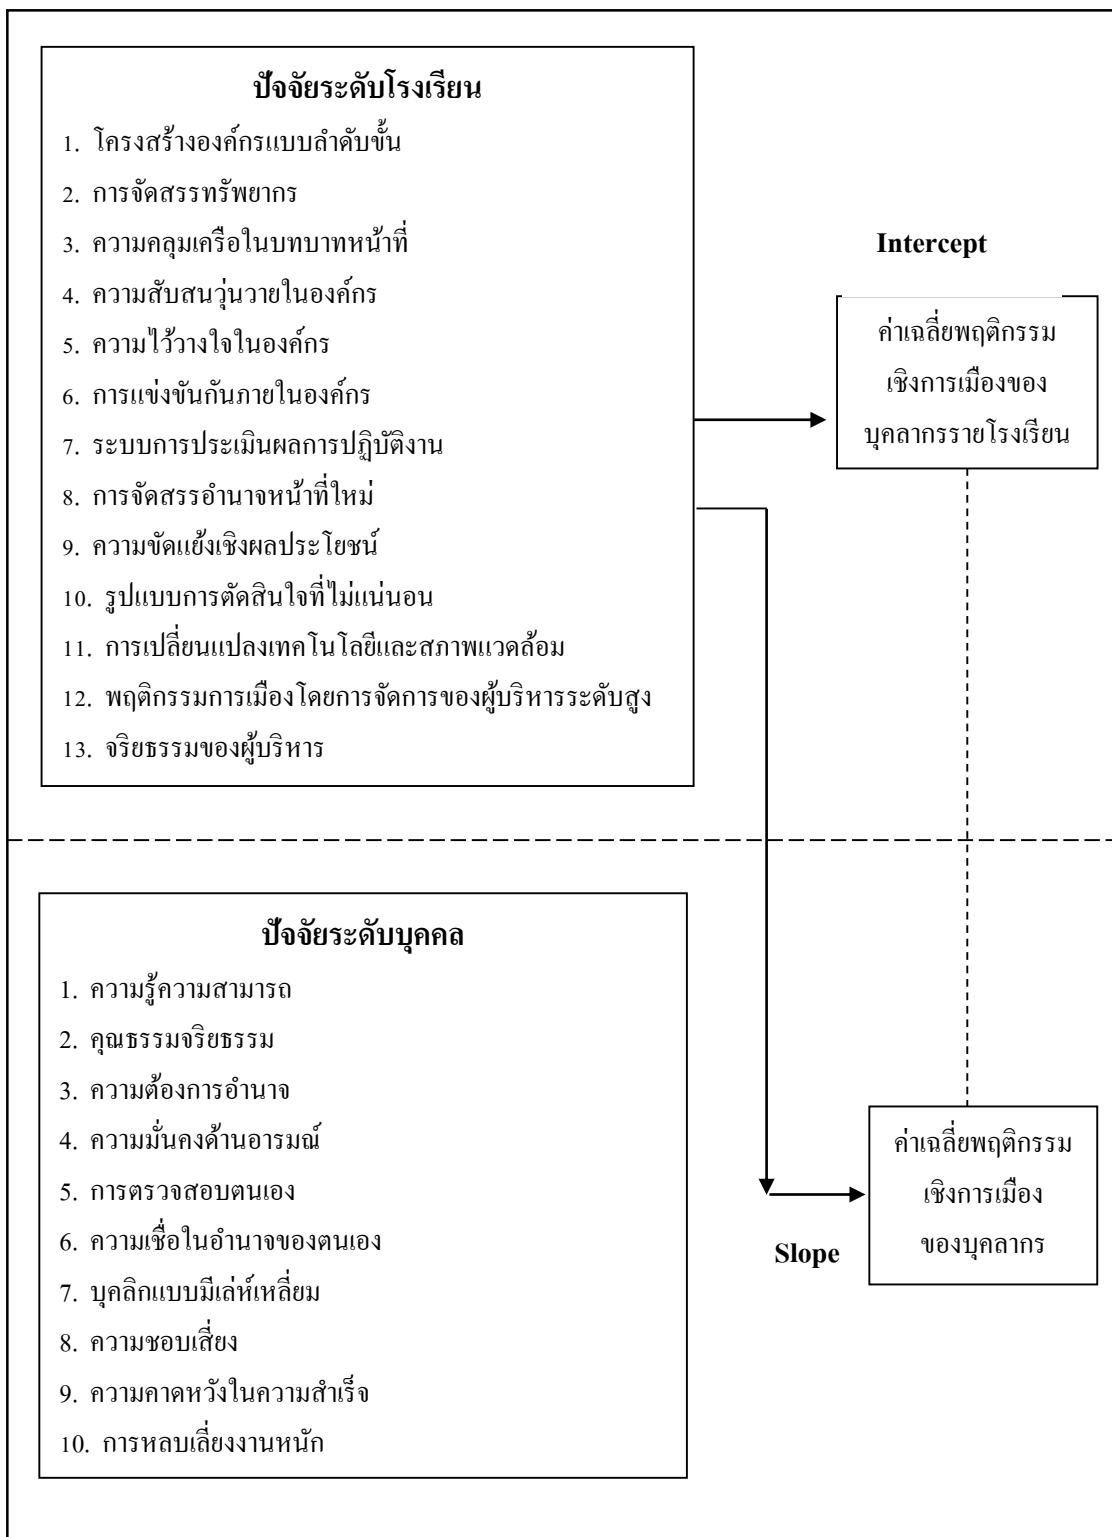 ปัจจัยระดับโรงเรียน
1. โครงสร้างองค์กรแบบลำดับขั้น
2. การจัดสรรทรัพยากร
3. ความคลุมเครือในบทบาทหน้าที่
4. ความสับสนวุ่นวายในองค์กร
5. ความไว้วางใจในองค์กร
6. การแข่งขันกันภายในองค์กร
7. ระบบการประเมินผลการปฏิบัติงาน
8. การจัดสรรอำนาจหน้าที่ใหม่
9. ความขัดแย้งเชิงผลประโยชน์
10. รูปแบบการตัดสินใจที่ไม่แน่นอน
11. การเปลี่ยนแปลงเทคโนโลยีและสภาพแวดล้อม
12. พฤติกรรมการเมืองโดยการจัดการของผู้บริหารระดับสูง
13. จริยธรรมของผู้บริหาร
Intercept
ค่าเฉลี่ยพฤติกรรม
เชิงการเมืองของ
บุคลากรรายโรงเรียน
ปัจจัยระดับบุคคล
1. ความรู้ความสามารถ
2. คุณธรรมจริยธรรม
3. ความต้องการอำนาจ
4. ความมั่นคงด้านอารมณ์
5. การตรวจสอบตนเอง
6. ความเชื่อในอำนาจของตนเอง
7. บุคลิกแบบมีเล่ห์เหลี่ยม
8. ความชอบเสี่ยง
9. ความคาดหวังในความสำเร็จ
10. การหลบเลี่ยงงานหนัก
Slope
ค่าเฉลี่ยพฤติกรรม
เชิงการเมือง
ของบุคลากร